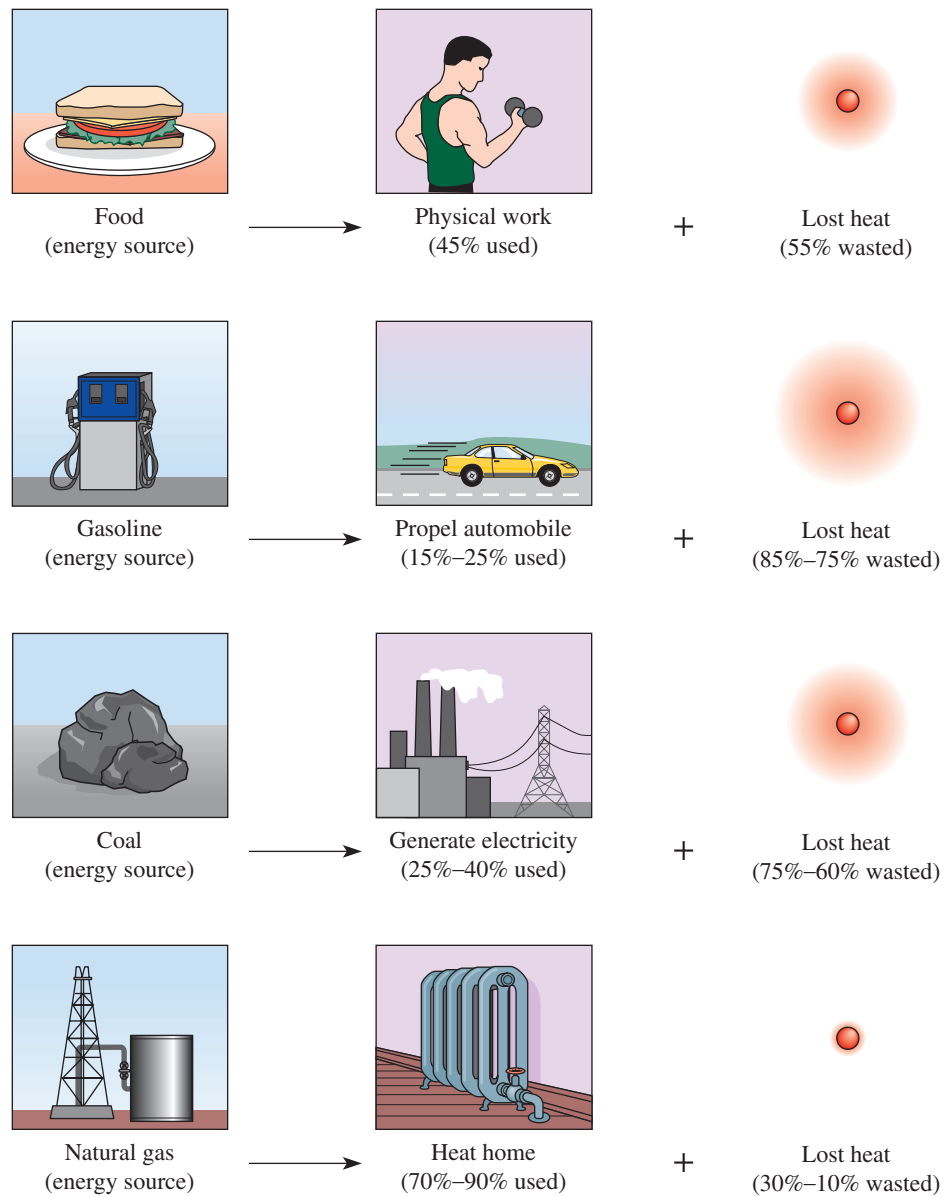 Food
(energy source)
Physical work
(45% used)
+
Lost heat
(55% wasted)
Gasoline
(energy source)
Propel automobile
(15%–25% used)
+
Lost heat
(85%–75% wasted)
Coal
(energy source)
Generate electricity
(25%–40% used)
+
Lost heat
(75%–60% wasted)
Natural gas
(energy source)
Heat home
(70%–90% used)
+
Lost heat
(30%–10% wasted)